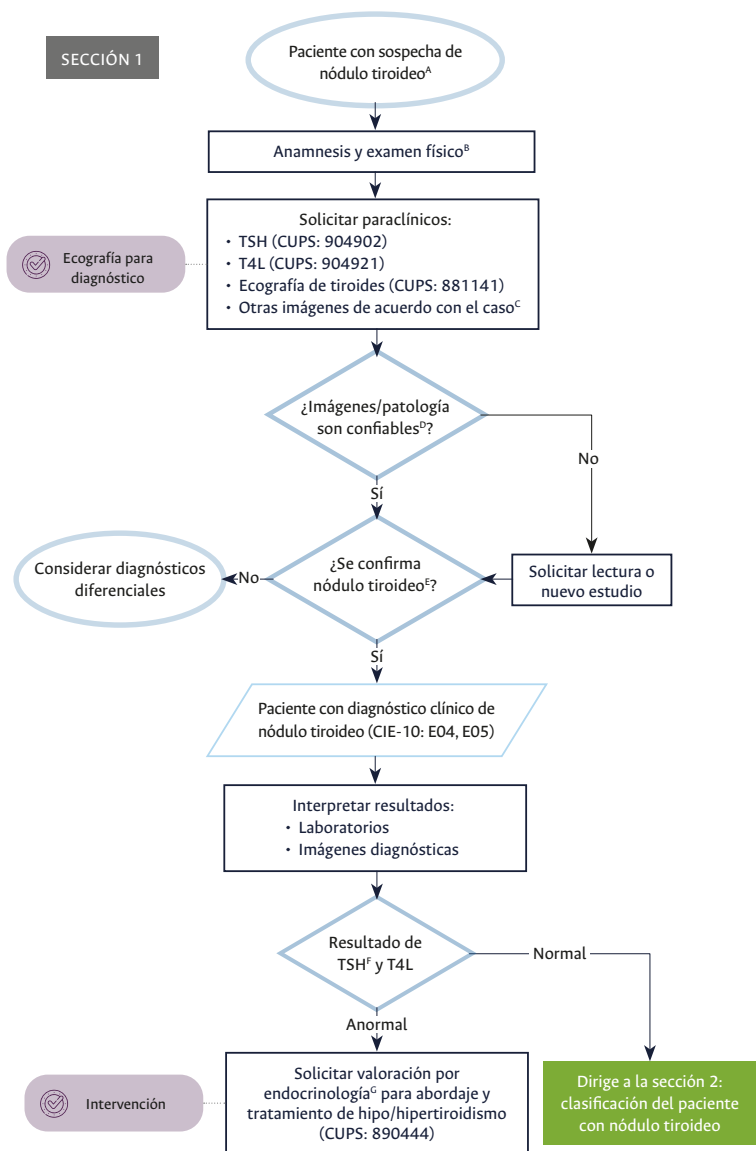 SECCIÓN 1
Paciente con sospecha de
nódulo tiroideoᴬ
Anamnesis y examen físicoᴮ
Solicitar paraclínicos:
• TSH (CUPS: 904902)
• T4L (CUPS: 904921)
• Ecografía de tiroides (CUPS: 881141)
• Otras imágenes de acuerdo con el casoᶜ
Ecografía para
diagnóstico
¿Imágenes/patología
son confiablesᴰ?
No
Sí
¿Se confirma
nódulo tiroideoᴱ?
No
Considerar diagnósticos
diferenciales
Solicitar lectura o
nuevo estudio
Sí
Paciente con diagnóstico clínico de
nódulo tiroideo (CIE-10: E04, E05)
Interpretar resultados:
• Laboratorios
• Imágenes diagnósticas
Resultado de
TSHᶠ y T4L
Normal
Anormal
Solicitar valoración por
endocrinologíaᴳ para abordaje y
tratamiento de hipo/hipertiroidismo
(CUPS: 890444)
Intervención
Dirige a la sección 2:
clasificación del paciente
con nódulo tiroideo